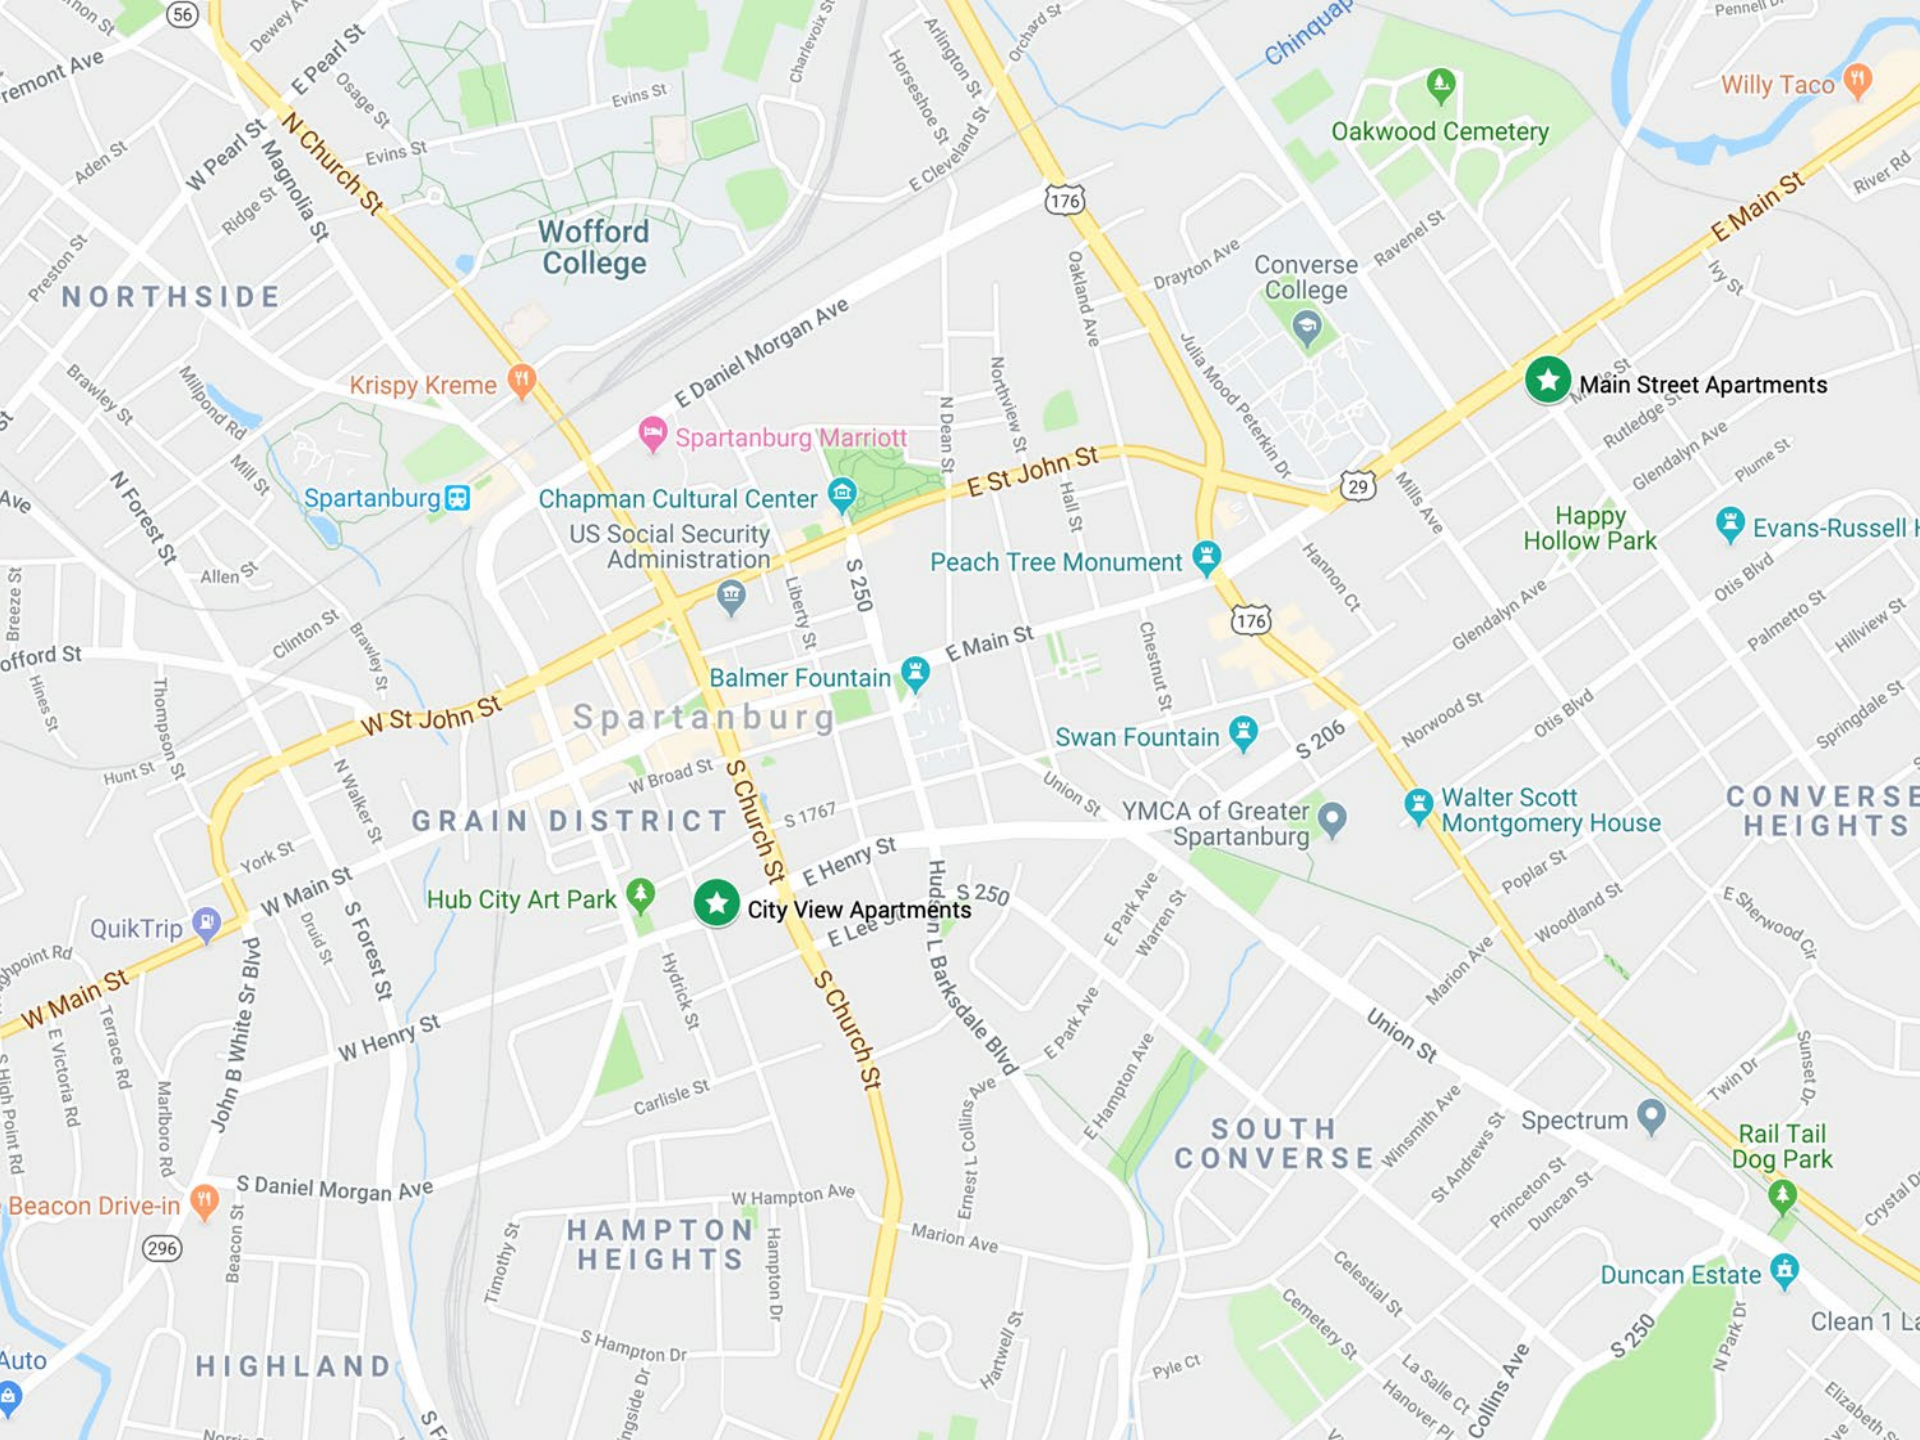 56
Dewey A
E Pearl St
Osage St
Charlevoix St
Arlington St
Orchard St
Horseshoe St
Chinquap
Pennell Dr
Willy Taco
Evins St
N Church St
W Pearl St
Magnolia St
Aden St
Evins St
E Cleveland St
Oakwood Cemetery
River Rd
Ridge St
176
E Main St
Wofford
College
Preston St
NORTHSIDE
Oakland Ave
Drayton Ave
Ravenel St
Converse
College
Ivy St
E Daniel Morgan Ave
Julia Mood Peterkin Dr
Krispy Kreme
Brawley St
Millpond Rd
Northview St
N Dean St
Main Street Apartments
Rutledge St
Glendalyn Ave
Spartanburg Marriott
E St John St
Plume St
Mill St
N Forest St
Spartanburg
Chapman Cultural Center
US Social Security
Administration
Hall St
29
Mills Ave
Happy
Hollow Park
Evans-Russell H
Ave
Peach Tree Monument
Hannon Ct
Allen St
S 250
Liberty St
Otis Blvd
Breeze St
Clinton St
Brawley St
176
Glendalyn Ave
Palmetto St
Hillview St
offord St
Hines St
Thompson St
E Main St
Chestnut St
Balmer Fountain
W St John St
Spartanburg
Swan Fountain
S 206
Norwood St
Otis Blvd
Springdale St
Hunt St
N Walker St
W Broad St
S Church St
Union St
GRAIN DISTRICT
S 1767
YMCA of Greater
Spartanburg
Walter Scott
Montgomery House
CONVERSE
HEIGHTS
York St
W Main St
E Henry St
Poplar St
Hub City Art Park
City View Apartments
S 250
E Lee S
Hudson L Barksdale Blvd
E Park Ave
Warren St
Woodland St
E Sherwood Cir
QuikTrip
Druid St
S Forest St
ghpoint Rd
W Main St
John B White Sr Blvd
Hydrick St
S Church St
Marion Ave
E Victoria Rd
Terrace Rd
W Henry St
E Park Ave
E Hampton Ave
Union St
Sunset Dr
Twin Dr
S High Point Rd
Marlboro Rd
Carlisle St
Ernest L Collins Ave
SOUTH
CONVERSE
Winsmith Ave
St Andrews St
Spectrum
Rail Tail
Dog Park
S Daniel Morgan Ave
Beacon Drive-in
W Hampton Ave
Princeton St
Duncan St
Crystal D
296
Beacon St
HAMPTON
HEIGHTS
Timothy St
Hampton Dr
Marion Ave
Celestial St
Duncan Estate
Cemetery St
Clean 1 La
Auto
HIGHLAND
S Hampton Dr
Hartwell St
Pyle Ct
La Salle Ct
Hanover Pl
Collins Ave
S 250
N Park Dr
ngside Dr
S Fo
Elizabeth S